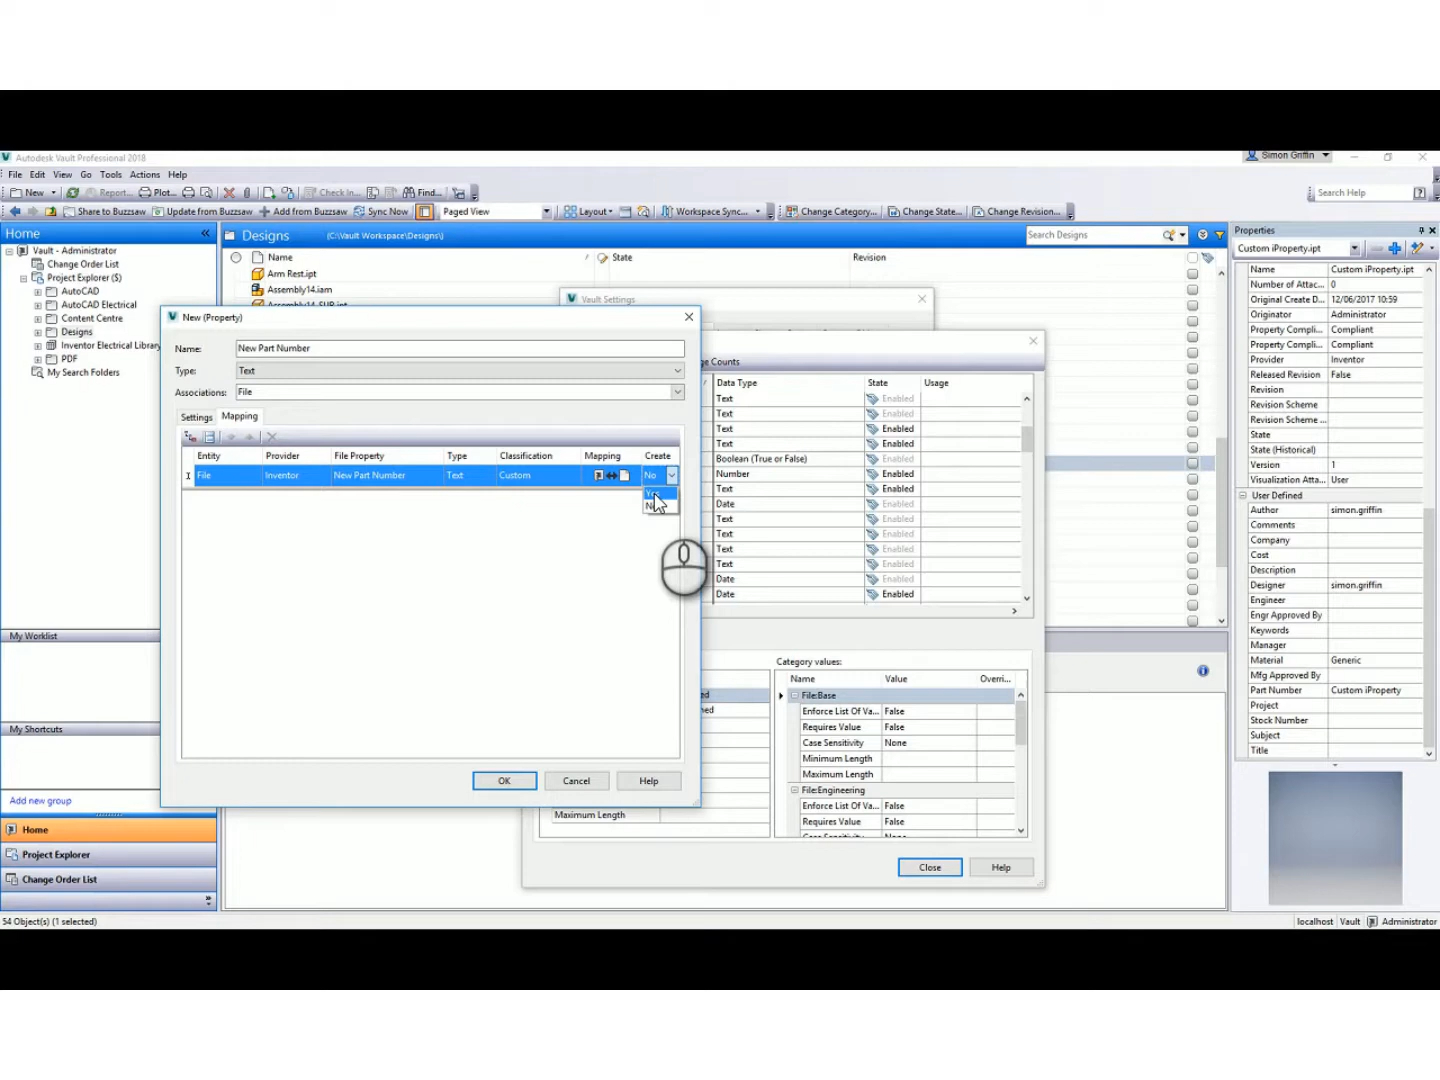 Autodesk Vault Professional 2018
Simon Griffin
File Edit View Go Tools Actions Help
New Report... Plot... Check In... Find... Search Help
Share to Buzzsaw Update from Buzzsaw Add from Buzzsaw Sync Now Paged View Layout Workspace Sync... Change Category... Change State... Change Revision...
Home
Vault - Administrator
Change Order List
Project Explorer ($)
AutoCAD
AutoCAD Electrical
Content Centre
Designs
Inventor Electrical Library
PDF
My Search Folders
My Worklist
My Shortcuts
Add new group
Home
Project Explorer
Change Order List
54 Object(s) (1 selected)
Designs (C:\Vault Workspace\Designs\) Search Designs
Name State Revision
Arm Rest.ipt
Assembly14.iam
Vault Settings
New (Property)
Name: New Part Number
Type: Text
Associations: File
Settings Mapping
Entity Provider File Property Type Classification Mapping Create
File Inventor New Part Number Text Custom No
OK Cancel Help
Counts
Data Type State Usage
Text Enabled
Text Enabled
Text Enabled
Text Enabled
Boolean (True or False) Enabled
Number Enabled
Text Enabled
Date Enabled
Text Enabled
Text Enabled
Text Enabled
Text Enabled
Date Enabled
Date Enabled
Maximum Length
Category values:
Name Value Overri...
File:Base
Enforce List Of Va... False
Requires Value False
Case Sensitivity None
Minimum Length
Maximum Length
File:Engineering
Enforce List Of Va... False
Requires Value False
Close Help
Properties
Custom iProperty.ipt
Name Custom iProperty.ipt
Number of Attac... 0
Original Create D... 12/06/2017 10:59
Originator Administrator
Property Compli... Compliant
Property Compli... Compliant
Provider Inventor
Released Revision False
Revision
Revision Scheme
Revision Scheme ...
State
State (Historical)
Version 1
Visualization Atta... User
User Defined
Author simon.griffin
Comments
Company
Cost
Description
Designer simon.griffin
Engineer
Engr Approved By
Keywords
Manager
Material Generic
Mfg Approved By
Part Number Custom iProperty
Project
Stock Number
Subject
Title
localhost Vault Administrator